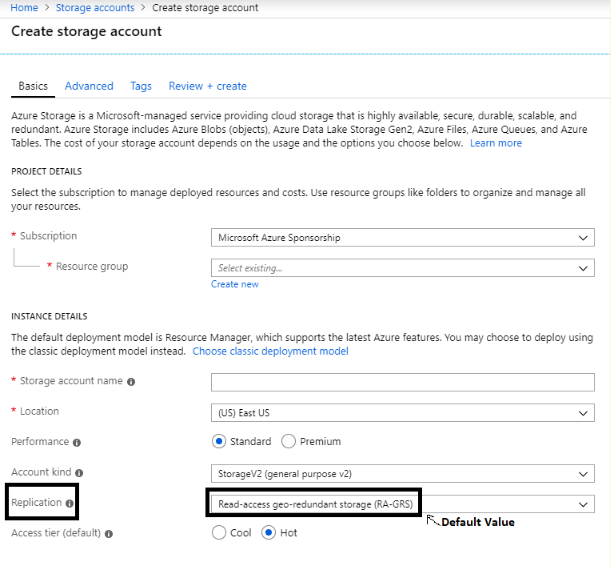 Home > Storage accounts > Create storage account
Create storage account
Basics Advanced Tags Review + create
Azure Storage is a Microsoft-managed service providing cloud storage that is highly available, secure, durable, scalable, and
redundant. Azure Storage includes Azure Blobs (objects), Azure Data Lake Storage Gen2, Azure Files, Azure Queues, and Azure
Tables. The cost of your storage account depends on the usage and the options you choose below. Learn more
PROJECT DETAILS
Select the subscription to manage deployed resources and costs. Use resource groups like folders to organize and manage all
your resources.
* Subscription Microsoft Azure Sponsorship
* Resource group Select existing...
Create new
INSTANCE DETAILS
The default deployment model is Resource Manager, which supports the latest Azure features. You may choose to deploy using
the classic deployment model instead. Choose classic deployment model
* Storage account name
* Location (US) East US
Performance Standard Premium
Account kind StorageV2 (general purpose v2)
Replication Read-access geo-redundant storage (RA-GRS)
Default Value
Access tier (default) Cool Hot